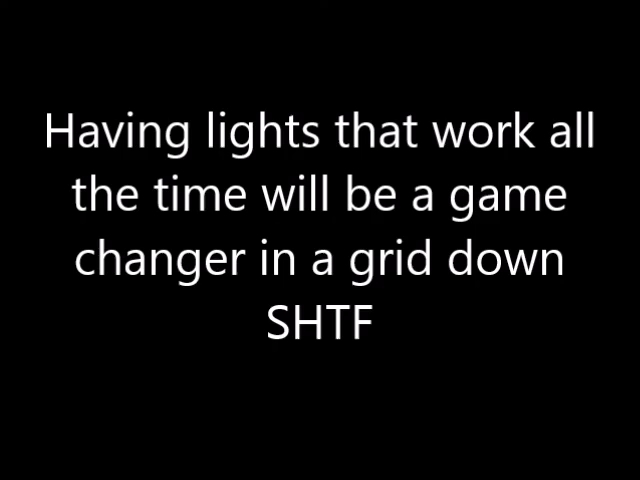 Having lights that work all
the time will be a game
changer in a grid down
SHTF